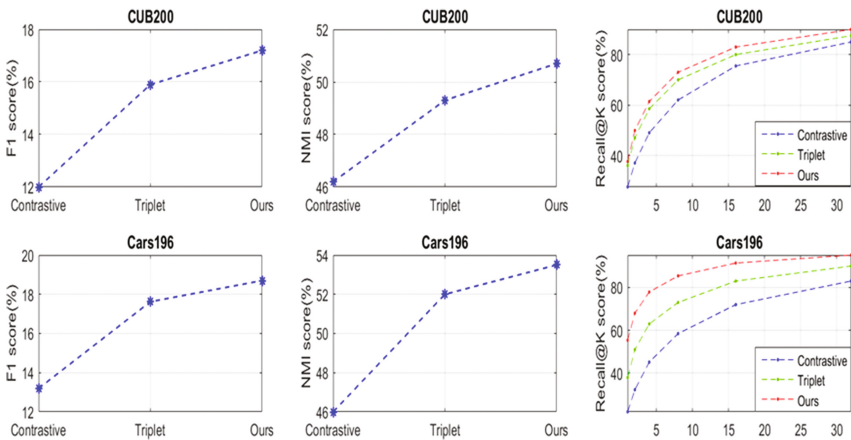 CUB200
F1 score(%)
18
16
14
12
Contrastive Triplet Ours
CUB200
NMI score(%)
52
50
48
46
Contrastive Triplet Ours
CUB200
Recall@K score(%)
80
60
40
5 10 15 20 25 30
Contrastive
Triplet
Ours
Cars196
F1 score(%)
20
18
16
14
12
Contrastive Triplet Ours
Cars196
NMI score(%)
54
52
50
48
46
Contrastive Triplet Ours
Cars196
Recall@K score(%)
80
60
40
5 10 15 20 25 30
Contrastive
Triplet
Ours